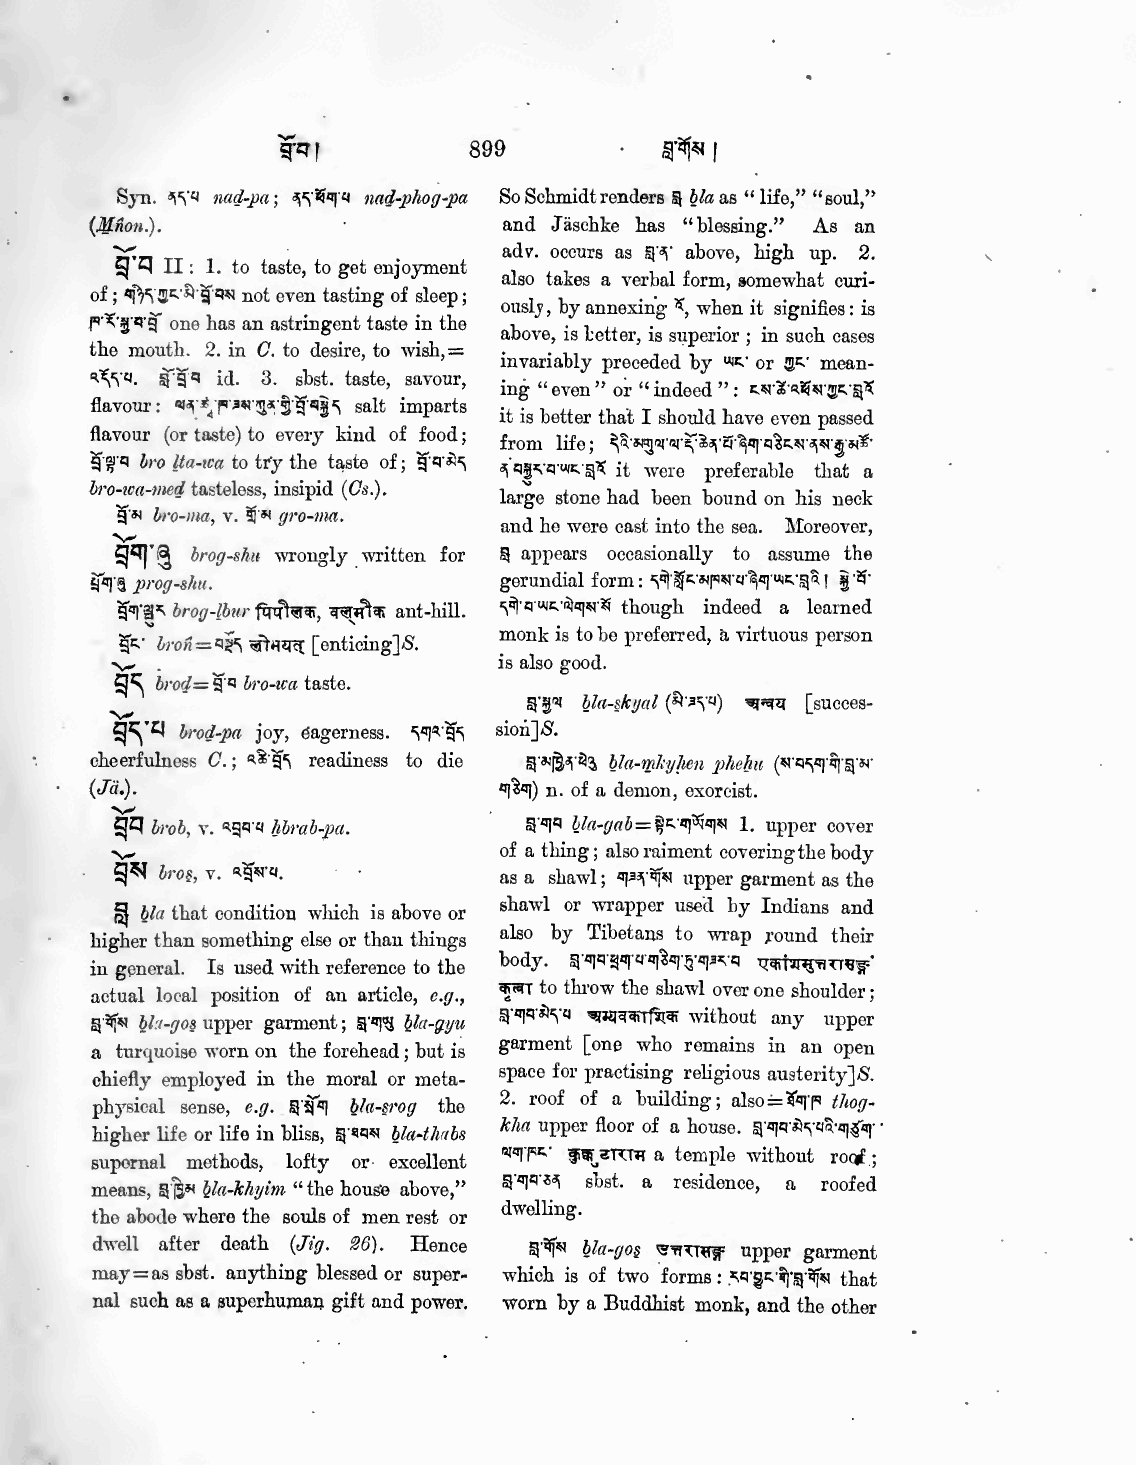 བྲོ་བ། 899 བླ་གོས།
Syn. ནད་པ nad-pa; ནད་ཕོག་པ nad-phog-pa
(Mṅon.).
བྲོ་བ II: 1. to taste, to get enjoyment
of; གཉིད་ཀྱང་མི་བྲོ་བས not even tasting of sleep;
ཁ་རོ་སྐྱ་བ་བྲོ one has an astringent taste in the
the mouth. 2. in C. to desire, to wish,=
འདོད་པ. བློ་བྲོ་བ id. 3. sbst. taste, savour,
flavour: ལན་ཚྭ ཁ་ཟས་ཀུན་གྱི་བྲོ་བ་སྐྱེད salt imparts
flavour (or taste) to every kind of food;
བྲོ་ལྟ་བ bro lta-wa to try the taste of; བྲོ་བ་མེད
bro-wa-med tasteless, insipid (Cs.).
བྲོ་མ bro-ma, v. གྲོ་མ gro-ma.
བྲོག་ཞུ brog-shu wrongly written for
པྲོག་ཞུ prog-shu.
བྲོག་ལྦུར brog-lbur पिपीलक, वल्मीक ant-hill.
བྲོང་ broṅ=བརྗོད लोभयत् [enticing]S.
བྲོད brod=བྲོ་བ bro-wa taste.
བྲོད་པ brod-pa joy, eagerness. དགའ་བྲོད
cheerfulness C.; འཆི་བྲོད readiness to die
(Jä.).
བྲོབ brob, v. འབྲབ་པ ḥbrab-pa.
བྲོས bros, v. འབྲོས་པ.
བླ bla that condition which is above or
higher than something else or than things
in general. Is used with reference to the
actual local position of an article, e.g.,
བླ་གོས bla-gos upper garment; བླ་གཡུ bla-gyu
a turquoise worn on the forehead; but is
chiefly employed in the moral or meta-
physical sense, e.g. བླ་སྲོག bla-srog the
higher life or life in bliss, བླ་ཐབས bla-thabs
supernal methods, lofty or excellent
means, བླ་ཁྱིམ bla-khyim “the house above,”
the abode where the souls of men rest or
dwell after death (Jig. 26). Hence
may=as sbst. anything blessed or super-
nal such as a superhuman gift and power.
So Schmidt renders བླ bla as “life,” “soul,”
and Jäschke has “blessing.” As an
adv. occurs as བླ་ན་ above, high up. 2.
also takes a verbal form, somewhat curi-
ously, by annexing འོ, when it signifies: is
above, is better, is superior; in such cases
invariably preceded by ཡང་ or ཀྱང་ mean-
ing “even” or “indeed”: ངས་ཚེ་འཕོས་ཀྱང་བླའོ
it is better that I should have even passed
from life; དེའི་མགུལ་ལ་རྡོ་ཆེན་པོ་ཞིག་བཅིངས་ནས་རྒྱ་མཚོ་
ན་བསྐྱུར་བ་ཡང་བླའོ it were preferable that a
large stone had been bound on his neck
and he were cast into the sea. Moreover,
བླ appears occasionally to assume the
gerundial form: དགེ་སློང་མཁས་པ་ཞིག་ཡང་བླའི། སྐྱེ་བོ་
དགེ་བ་ཡང་ལེགས་སོ though indeed a learned
monk is to be preferred, a virtuous person
is also good.
བླ་སྐྱལ bla-skyal (མི་ཟད་པ) अन्वय [succes-
sion]S.
བླ་མཁྱེན་ཕེཧུ bla-mkyhen phehu (ས་བདག་གི་བླ་མ་
གཅིག) n. of a demon, exorcist.
བླ་གབ bla-gab=སྟེང་གཡོགས 1. upper cover
of a thing; also raiment covering the body
as a shawl; གཟན་གོས upper garment as the
shawl or wrapper used by Indians and
also by Tibetans to wrap round their
body. བླ་གབ་ཕྲག་པ་གཅིག་ཏུ་གཟར་བ एकांसमुत्तरासङ्गं
कृत्वा to throw the shawl over one shoulder;
བླ་གབ་མེད་པ अभ्यवकाशिक without any upper
garment [one who remains in an open
space for practising religious austerity]S.
2. roof of a building; also=ཐོག་ཁ thog-
kha upper floor of a house. བླ་གབ་མེད་པའི་གཙུག་
ལག་ཁང་ कुक्कुटाराम a temple without roof;
བླ་གབ་ཅན sbst. a residence, a roofed
dwelling.
བླ་གོས bla-gos उत्तरासङ्ग upper garment
which is of two forms: རབ་བྱུང་གི་བླ་གོས that
worn by a Buddhist monk, and the other